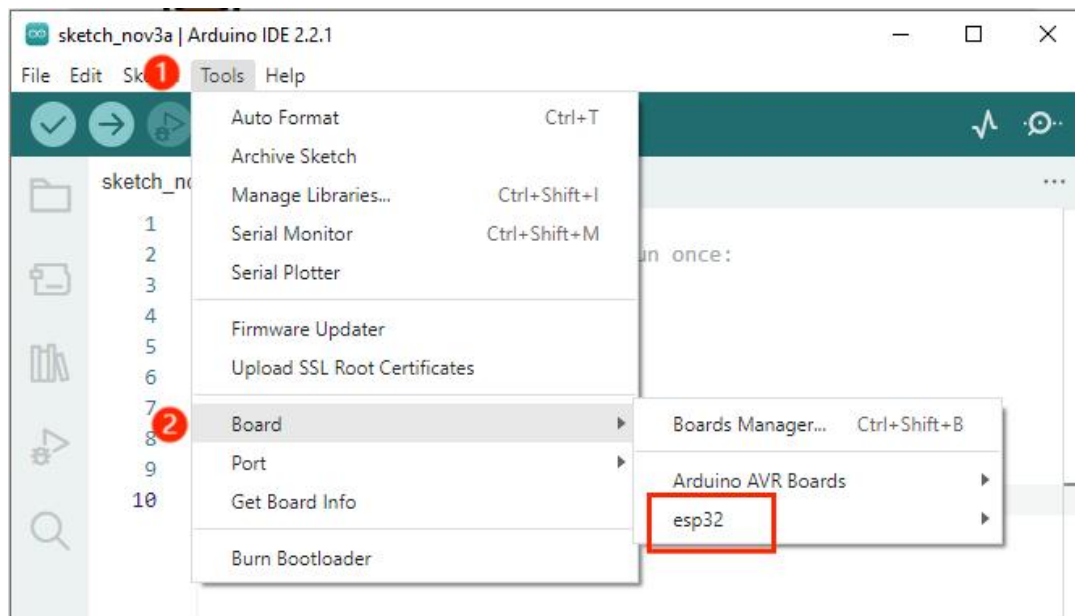 sketch_nov3a | Arduino IDE 2.2.1
File Edit Sk 1 Tools Help
Auto Format Ctrl+T
Archive Sketch
sketch_no
Manage Libraries... Ctrl+Shift+I
1
Serial Monitor Ctrl+Shift+M
2 un once:
Serial Plotter
3
4
Firmware Updater
5
Upload SSL Root Certificates
6
7
2 Board Boards Manager... Ctrl+Shift+B
8
Port
9
Arduino AVR Boards
10
Get Board Info
esp32
Burn Bootloader